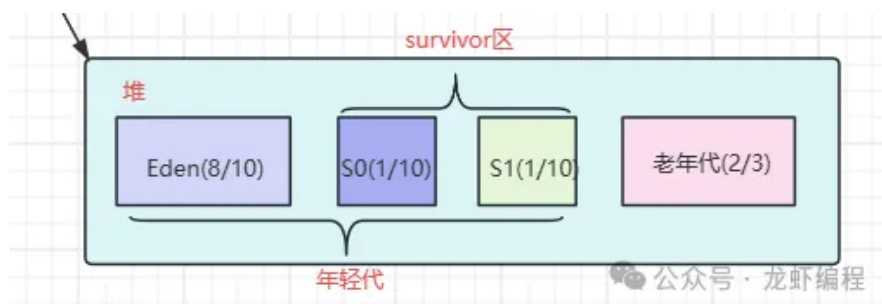 survivor区
堆
Eden(8/10)
S0(1/10)
S1(1/10)
老年代(2/3)
年轻代
公众号 · 龙虾编程